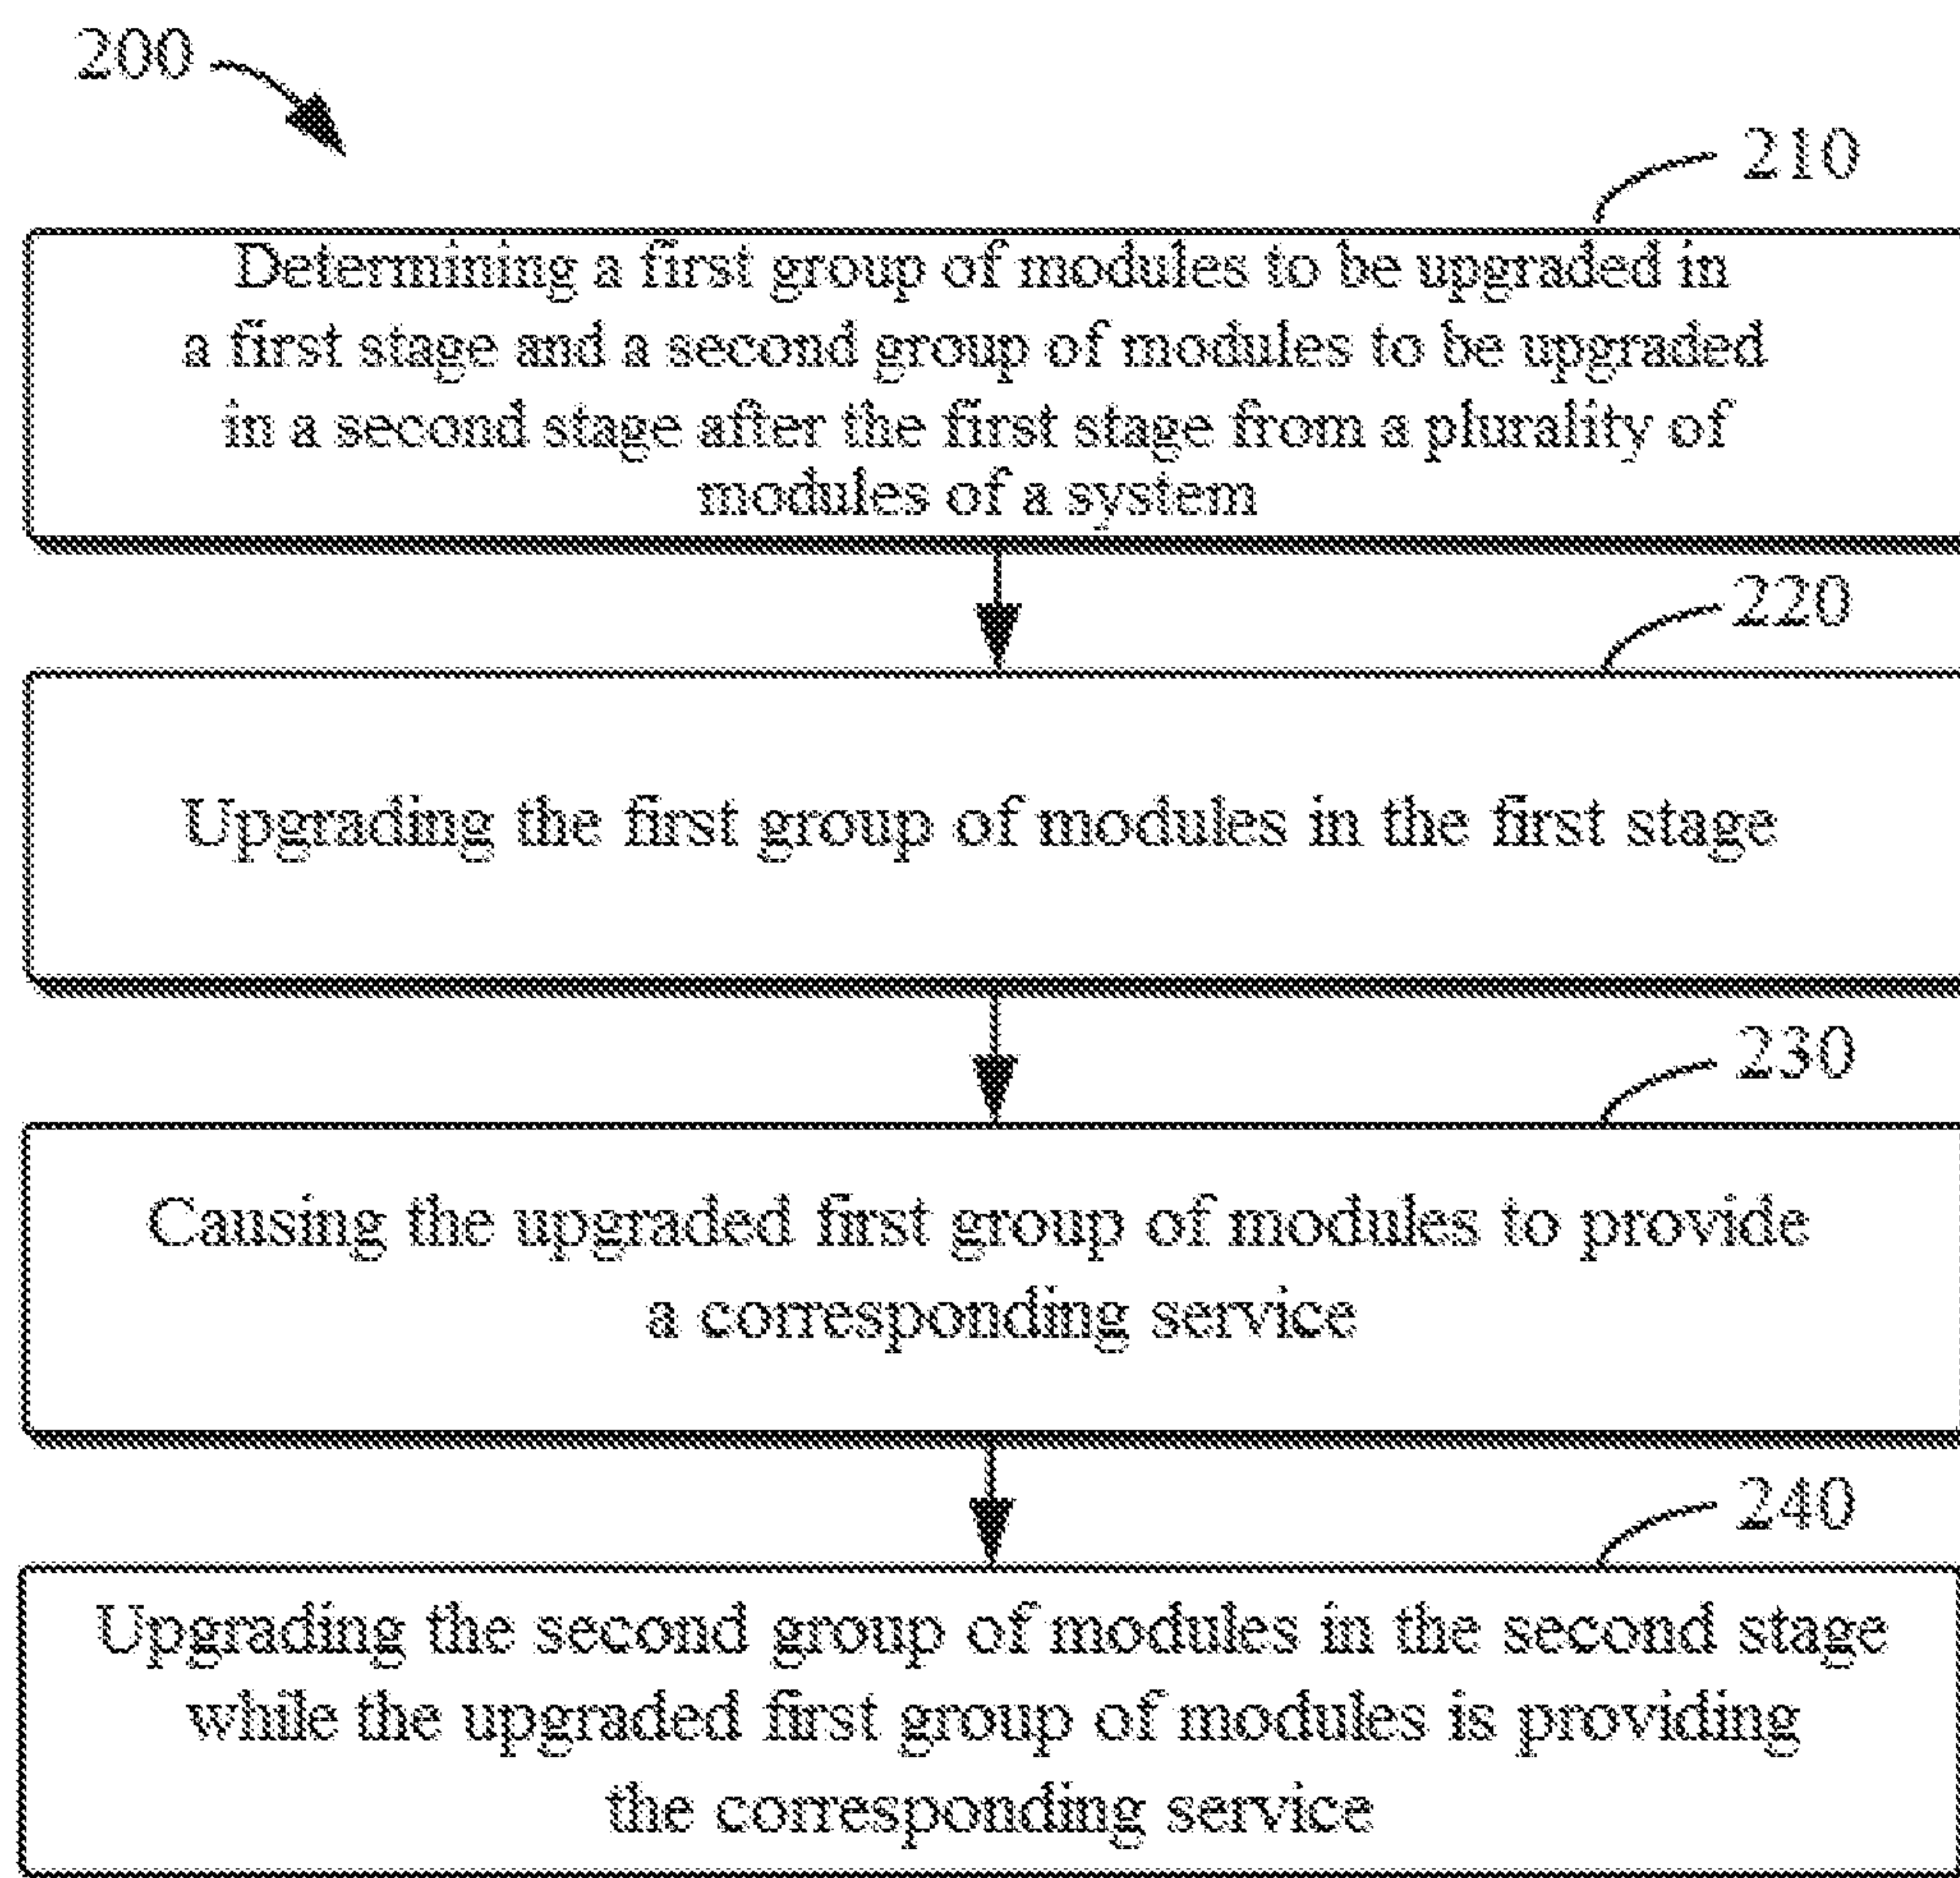 200
210
Determining a first group of modules to be upgraded in
a first stage and a second group of modules to be upgraded
in a second stage after the first stage from a plurality of
modules of a system
220
Upgrading the first group of modules in the first stage
230
Causing the upgraded first group of modules to provide
a corresponding service
240
Upgrading the second group of modules in the second stage
while the upgraded first group of modules is providing
the corresponding service